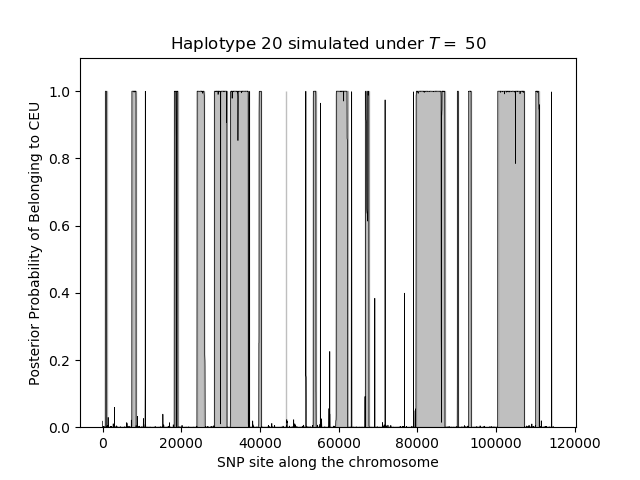 Haplotype 20 simulated under T = 50
Posterior Probability of Belonging to CEU
1.0
0.8
0.6
0.4
0.2
0.0
0 20000 40000 60000 80000 100000 120000
SNP site along the chromosome